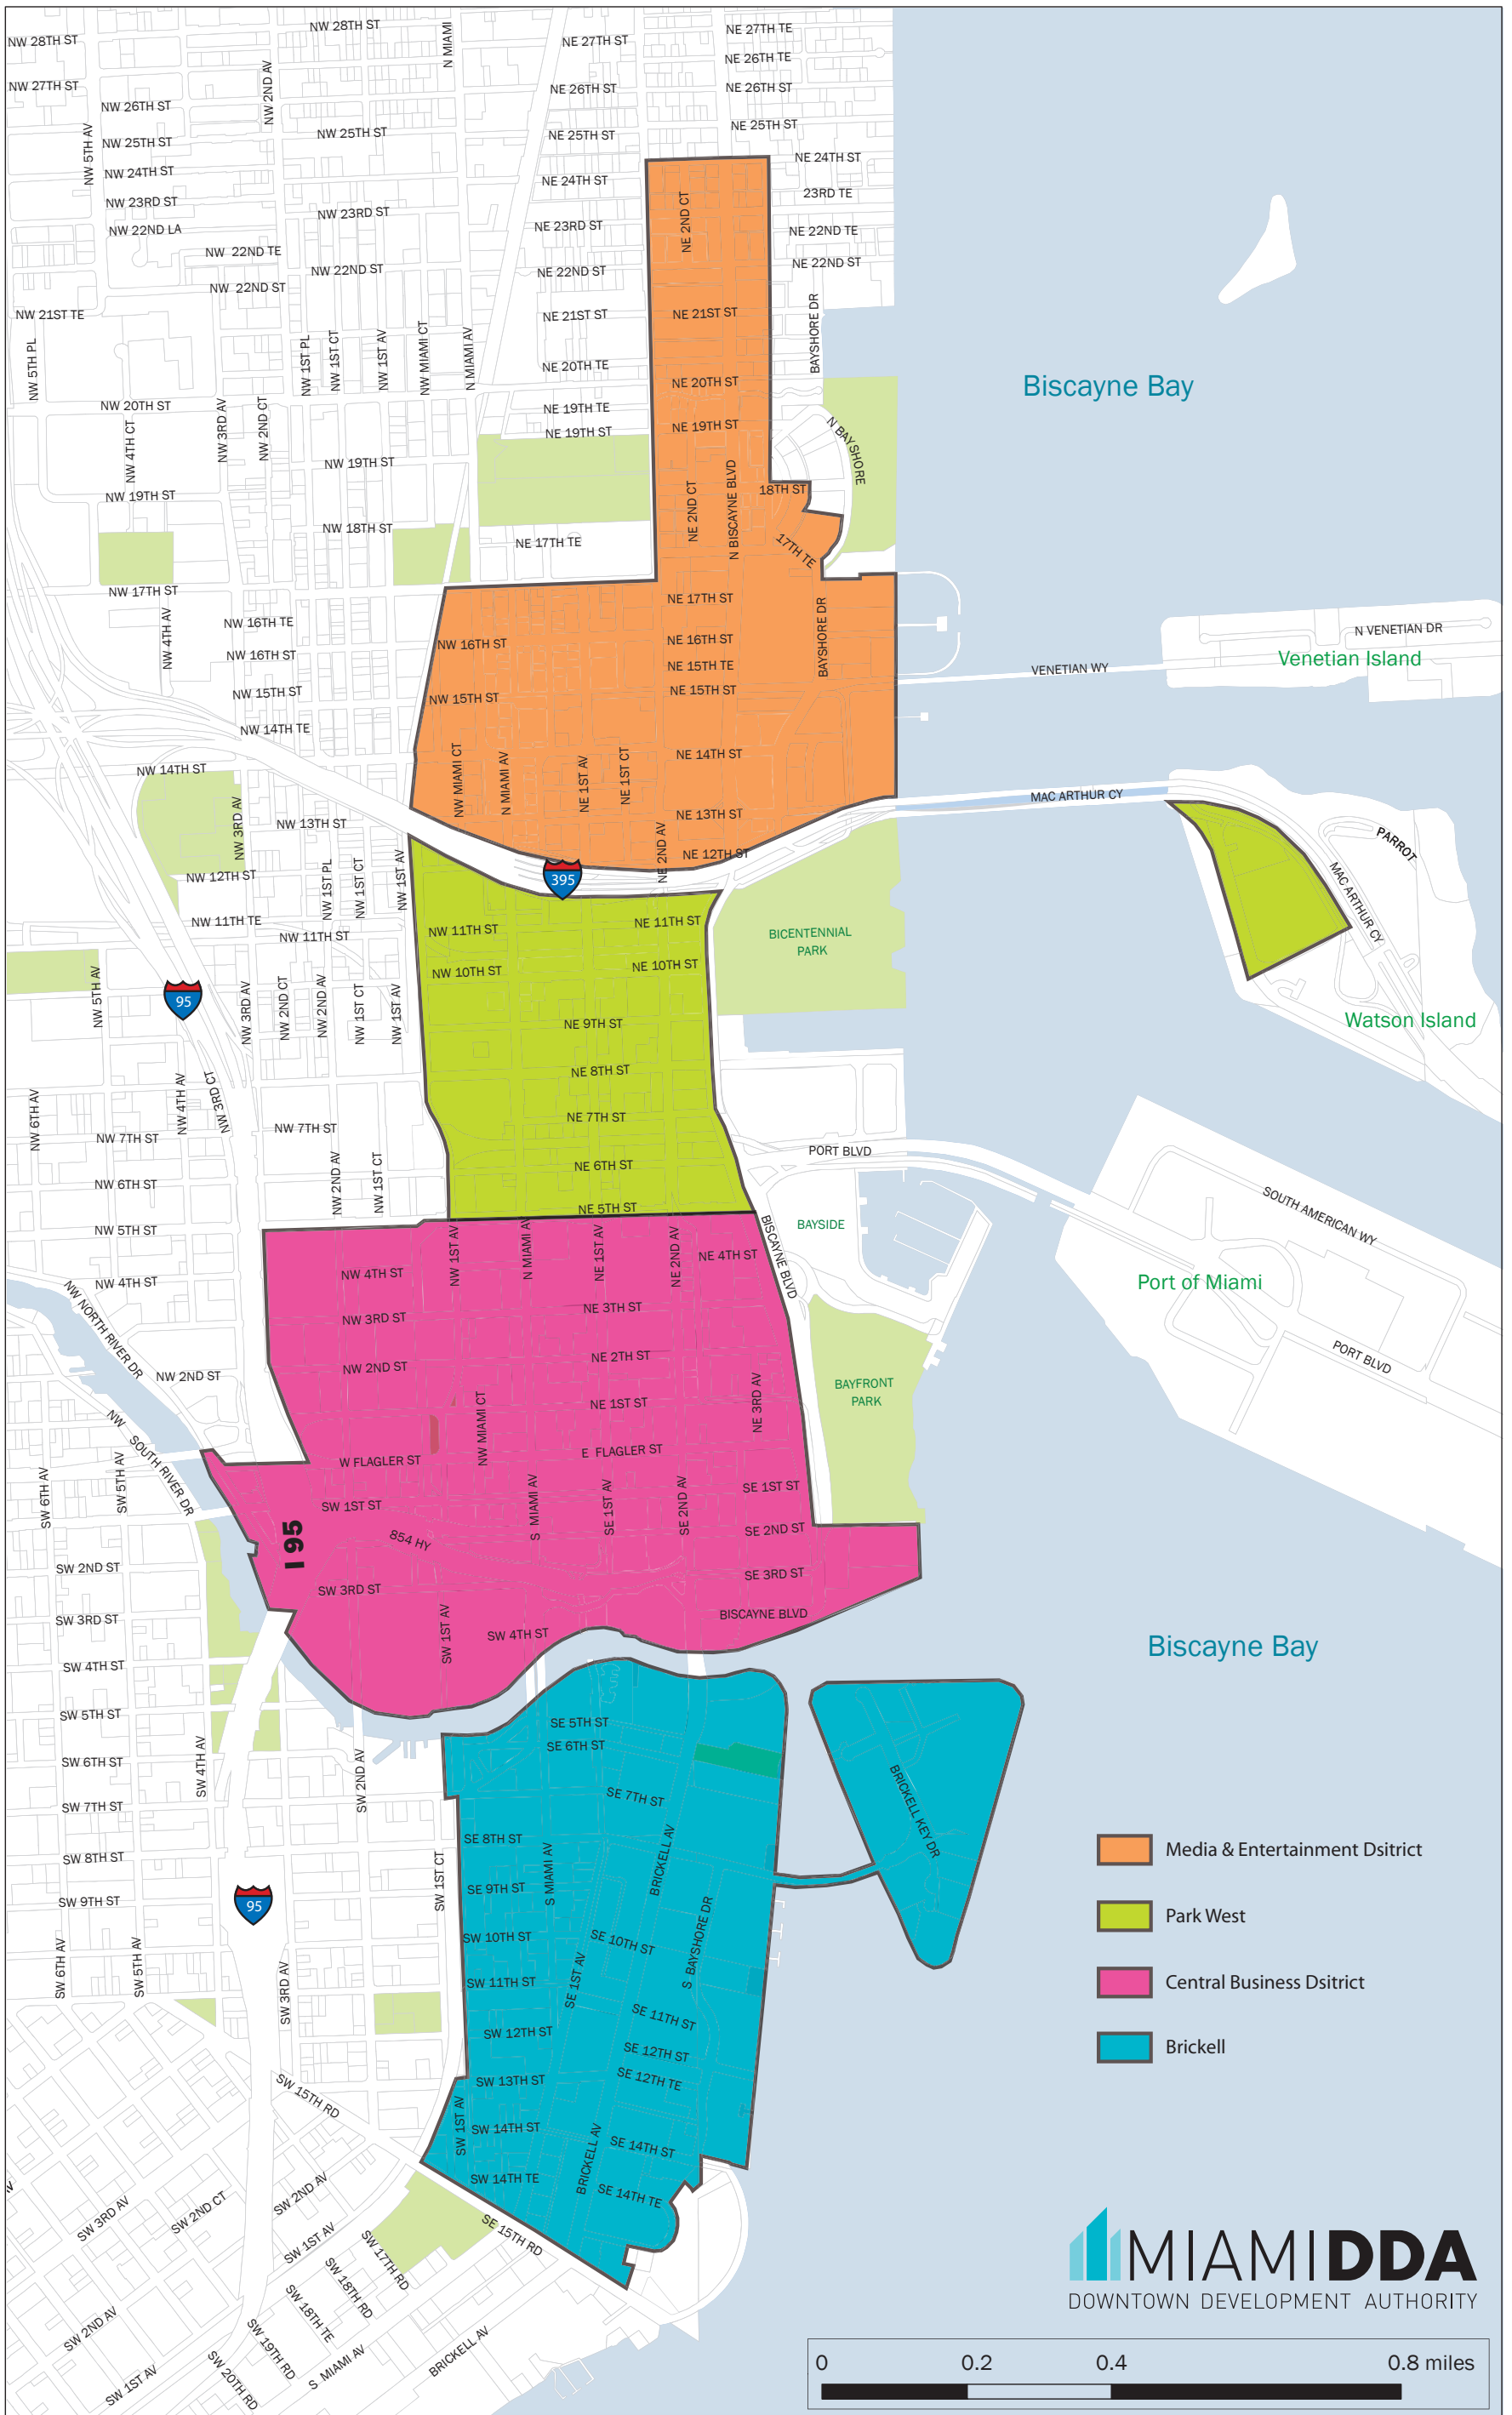 NW 28TH ST
NW 28TH ST
N MIAMI
NE 27TH ST
NE 27TH TE
NE 26TH TE
NW 27TH ST
NW 26TH ST
NW 2ND AV
NE 26TH ST
NE 26TH ST
NW 5TH AV
NW 25TH ST
NW 25TH ST
NE 25TH ST
NE 25TH ST
NW 24TH ST
NE 24TH ST
NE 24TH ST
NW 23RD ST
NW 23RD ST
NE 23RD ST
NE 2ND CT
23RD TE
NW 22ND LA
NW 22ND TE
NE 22ND TE
NW 22ND ST
NW 22ND ST
NE 22ND ST
NE 22ND ST
NW 21ST TE
NE 21ST ST
NE 21ST ST
BAYSHORE DR
NW 5TH PL
NW 1ST PL
NW 1ST CT
NW 1ST AV
NW MIAMI CT
N MIAMI AV
NE 20TH TE
NE 20TH ST
Biscayne Bay
NW 20TH ST
NW 4TH CT
NW 3RD AV
NW 2ND CT
NE 19TH TE
NE 19TH ST
NE 19TH ST
N BAYSHORE
NW 19TH ST
NW 19TH ST
NE 2ND CT
N BISCAYNE BLVD
18TH ST
NW 18TH ST
NE 17TH TE
17TH TE
NW 17TH ST
NE 17TH ST
NW 4TH AV
NW 16TH TE
NW 16TH ST
NW 16TH ST
NE 16TH ST
NE 15TH TE
BAYSHORE DR
N VENETIAN DR
Venetian Island
VENETIAN WY
NW 15TH ST
NW 15TH ST
NE 15TH ST
NW 14TH TE
NW 14TH ST
NW MIAMI CT
N MIAMI AV
NE 1ST AV
NE 1ST CT
NE 14TH ST
MAC ARTHUR CY
NW 3RD AV
NW 13TH ST
NE 13TH ST
NE 2ND AV
NE 12TH ST
PARROT
MAC ARTHUR CY
395
NW 12TH ST
NW 1ST PL
NW 1ST CT
NW 1ST AV
NW 11TH TE
NW 11TH ST
NW 11TH ST
NE 11TH ST
BICENTENNIAL
PARK
NW 10TH ST
NE 10TH ST
95
NW 5TH AV
NW 3RD AV
NW 2ND CT
NW 2ND AV
NW 1ST CT
NW 1ST AV
NE 9TH ST
Watson Island
NE 8TH ST
NW 6TH AV
NW 4TH AV
NW 3RD CT
NE 7TH ST
NW 7TH ST
NW 7TH ST
PORT BLVD
NW 2ND AV
NW 1ST CT
NE 6TH ST
NW 6TH ST
NE 5TH ST
SOUTH AMERICAN WY
NW 5TH ST
BAYSIDE
BISCAYNE BLVD
NW 1ST AV
N MIAMI AV
NE 1ST AV
NE 2ND AV
NE 4TH ST
NW 4TH ST
NW 4TH ST
Port of Miami
NW NORTH RIVER DR
NW 3RD ST
NE 3TH ST
PORT BLVD
NW 2ND ST
NW 2ND ST
NE 2TH ST
BAYFRONT
PARK
NW MIAMI CT
NE 1ST ST
NE 3RD AV
NW SOUTH RIVER DR
W FLAGLER ST
E FLAGLER ST
SW 6TH AV
SW 5TH AV
SW 1ST ST
S MIAMI AV
SE 1ST AV
SE 2ND AV
SE 1ST ST
I 95
854 HY
SE 2ND ST
SW 2ND ST
SW 3RD ST
SE 3RD ST
SW 3RD ST
SW 1ST AV
SW 4TH ST
BISCAYNE BLVD
Biscayne Bay
SW 4TH ST
SW 5TH ST
SE 5TH ST
SE 6TH ST
SW 6TH ST
SW 4TH AV
SW 2ND AV
SW 7TH ST
SE 7TH ST
BRICKELL KEY DR
SE 8TH ST
S MIAMI AV
BRICKELL AV
SW 8TH ST
SW 1ST CT
SE 9TH ST
SW 9TH ST
95
S BAYSHORE DR
SW 10TH ST
SE 10TH ST
SW 6TH AV
SW 5TH AV
SW 3RD AV
SW 11TH ST
SE 1ST AV
SE 11TH ST
SW 12TH ST
SE 12TH ST
SE 12TH TE
SW 13TH ST
SW 15TH RD
SW 1ST AV
SW 14TH ST
BRICKELL AV
SE 14TH ST
SW 14TH TE
SE 14TH TE
SE 15TH RD
SW 3RD AV
SW 2ND CT
SW 2ND AV
SW 1ST AV
SW 17TH RD
SW 18TH RD
SW 18TH TE
SW 2ND AV
SW 19TH RD
SW 20TH RD
S MIAMI AV
BRICKELL AV
SW 1ST AV
Media & Entertainment Dsitrict
Park West
Central Business Dsitrict
Brickell
MIAMIDDA
DOWNTOWN DEVELOPMENT AUTHORITY
0 0.2 0.4 0.8 miles